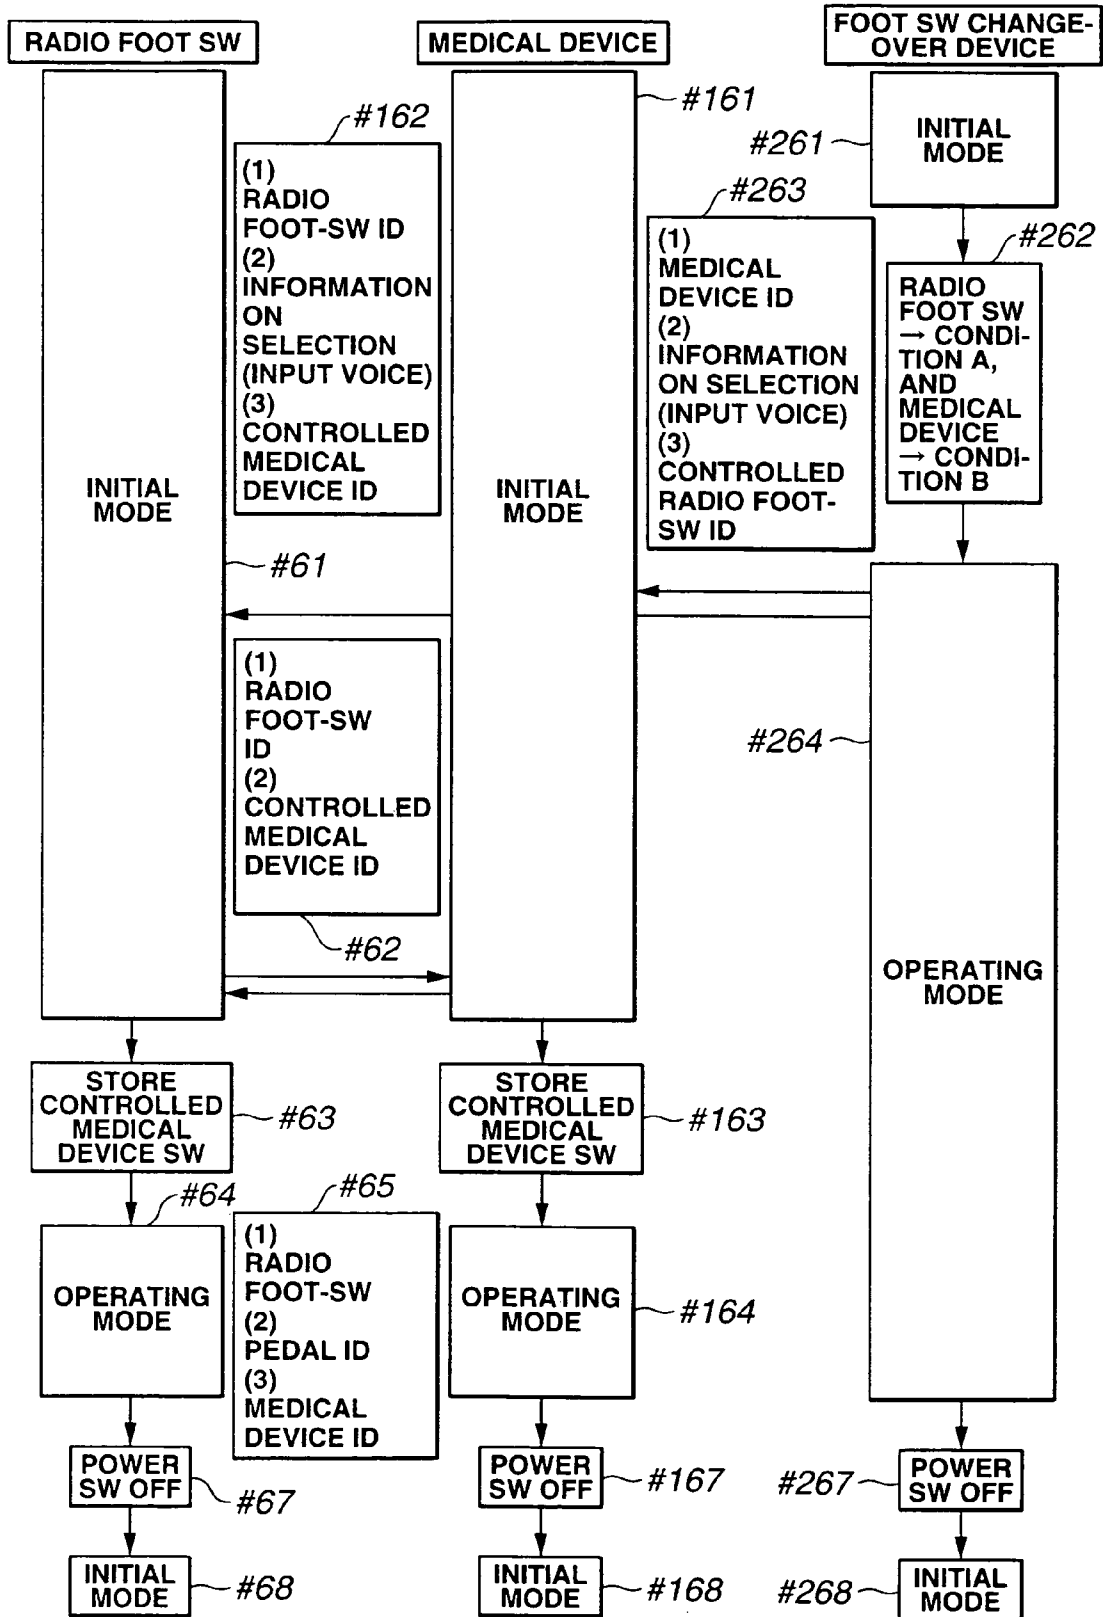 RADIO FOOT SW
MEDICAL DEVICE
FOOT SW CHANGE-
OVER DEVICE
#161
INITIAL
MODE
#261
#162
(1)
RADIO
FOOT-SW ID
(2)
INFORMATION
ON
SELECTION
(INPUT VOICE)
(3)
CONTROLLED
MEDICAL
DEVICE ID
#263
(1)
MEDICAL
DEVICE ID
(2)
INFORMATION
ON SELECTION
(INPUT VOICE)
(3)
CONTROLLED
RADIO FOOT-
SW ID
#262
RADIO
FOOT SW
→ CONDI-
TION A,
AND
MEDICAL
DEVICE
→ CONDI-
TION B
INITIAL
MODE
INITIAL
MODE
#61
(1)
RADIO
FOOT-SW
ID
(2)
CONTROLLED
MEDICAL
DEVICE ID
#62
#264
OPERATING
MODE
STORE
CONTROLLED
MEDICAL
DEVICE SW
#63
STORE
CONTROLLED
MEDICAL
DEVICE SW
#163
#64
OPERATING
MODE
#65
(1)
RADIO
FOOT-SW
(2)
PEDAL ID
(3)
MEDICAL
DEVICE ID
OPERATING
MODE
#164
POWER
SW OFF
#67
POWER
SW OFF
#167
#267
POWER
SW OFF
INITIAL
MODE
#68
INITIAL
MODE
#168
#268
INITIAL
MODE